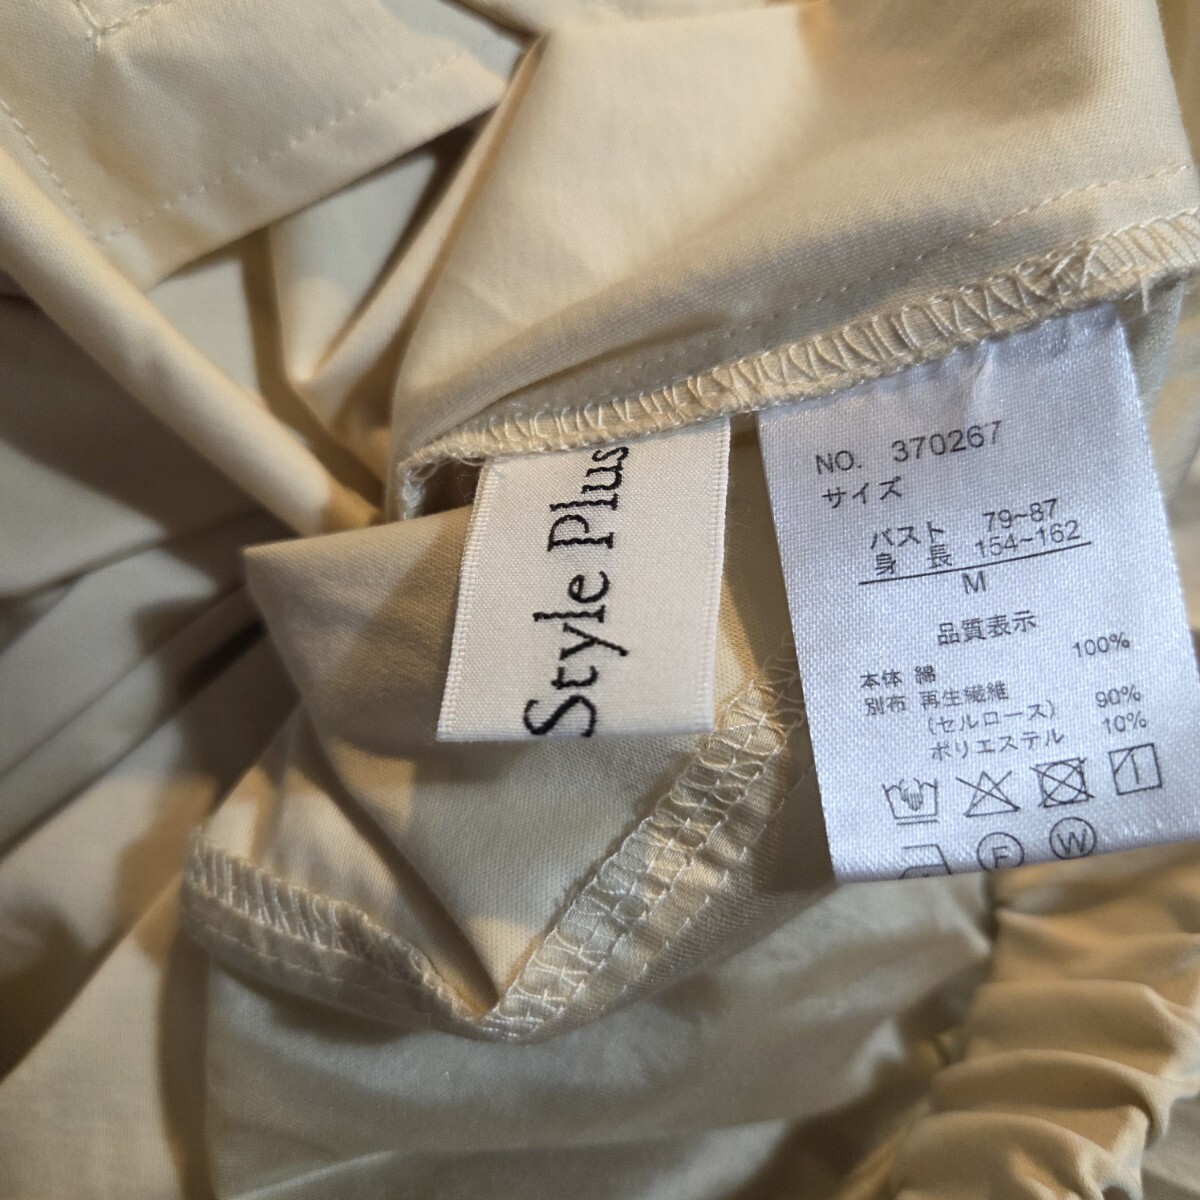 Style Plus
NO. 370267
サイズ
バスト 79~87
身長 154~162
M
品質表示
本体 綿 100%
別布 再生繊維
(セルロース) 90%
ポリエステル 10%
F W